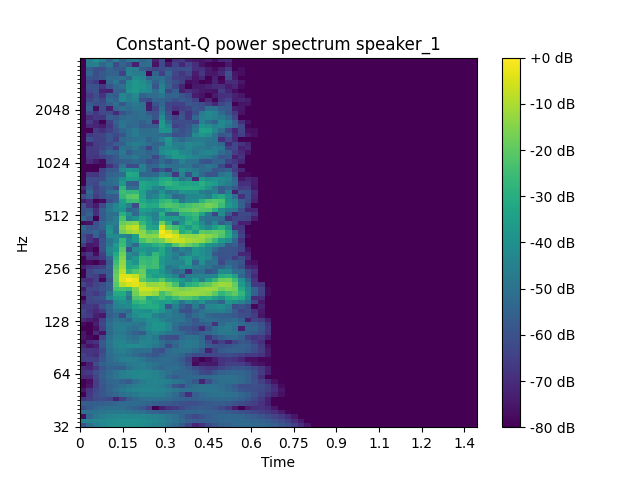 Constant-Q power spectrum speaker_1
Hz
2048
1024
512
256
128
64
32
0 0.15 0.3 0.45 0.6 0.75 0.9 1.1 1.2 1.4
Time
+0 dB
-10 dB
-20 dB
-30 dB
-40 dB
-50 dB
-60 dB
-70 dB
-80 dB